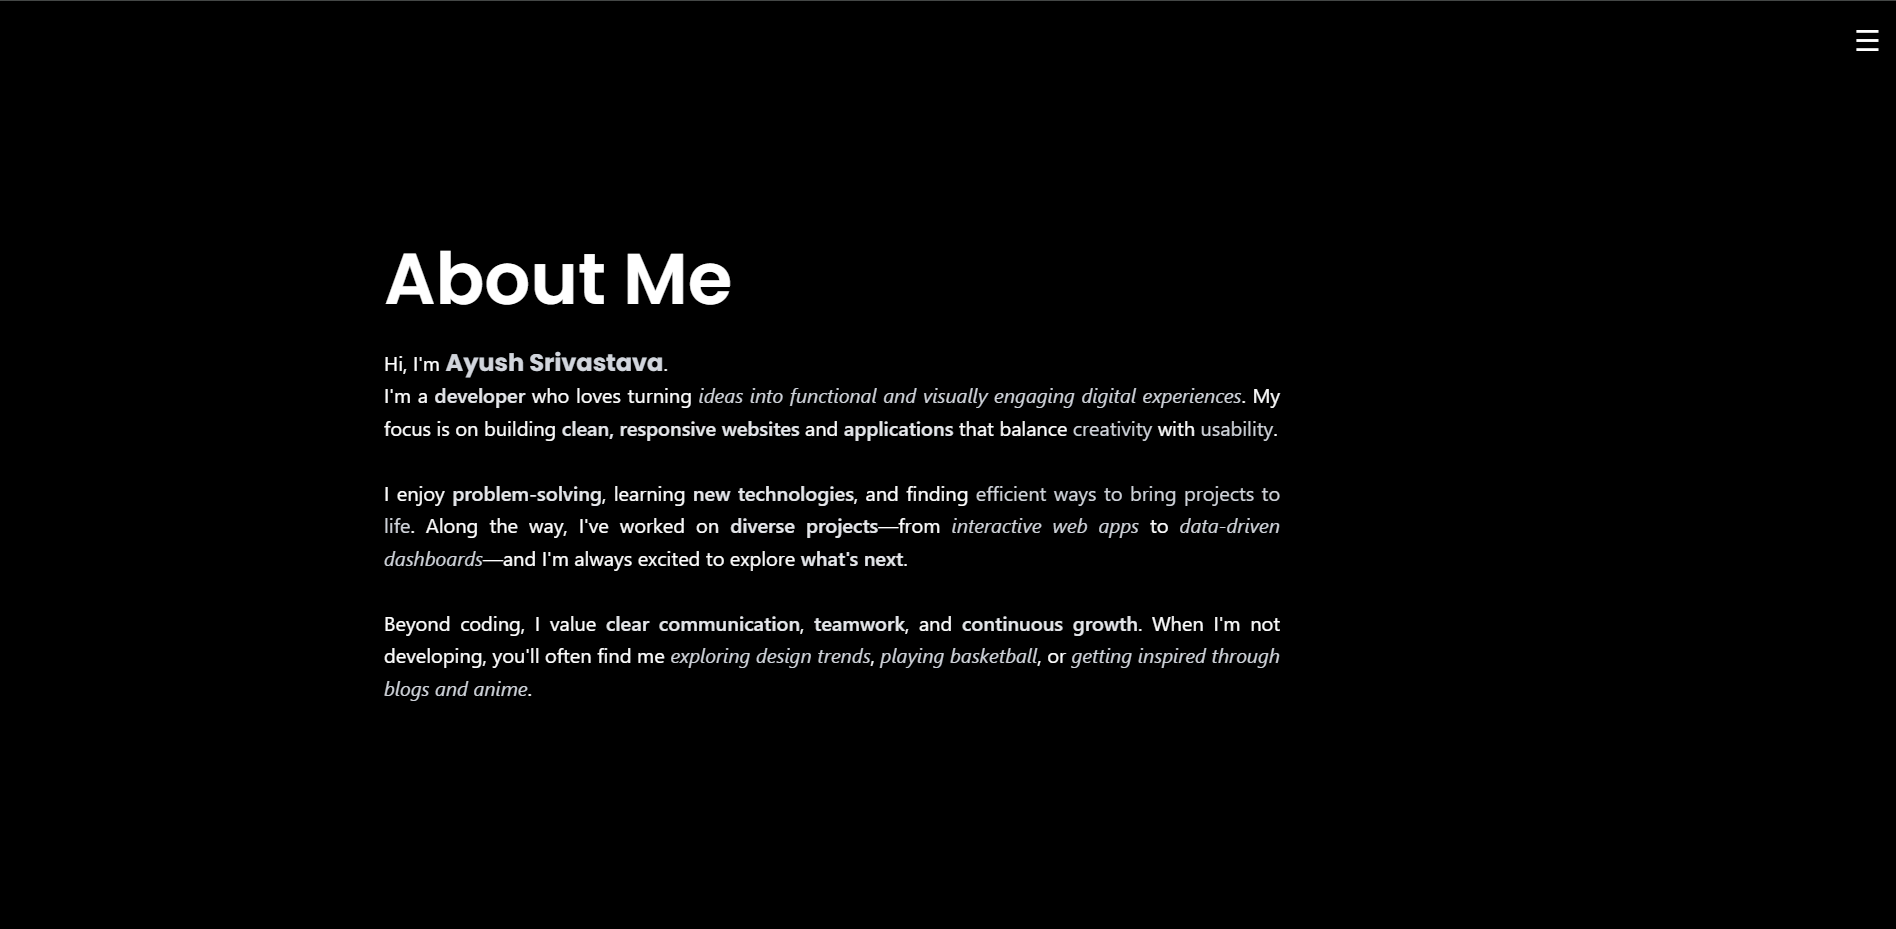 About Me
Hi, I'm Ayush Srivastava.
I'm a developer who loves turning ideas into functional and visually engaging digital experiences. My
focus is on building clean, responsive websites and applications that balance creativity with usability.
I enjoy problem-solving, learning new technologies, and finding efficient ways to bring projects to
life. Along the way, I've worked on diverse projects—from interactive web apps to data-driven
dashboards—and I'm always excited to explore what's next.
Beyond coding, I value clear communication, teamwork, and continuous growth. When I'm not
developing, you'll often find me exploring design trends, playing basketball, or getting inspired through
blogs and anime.